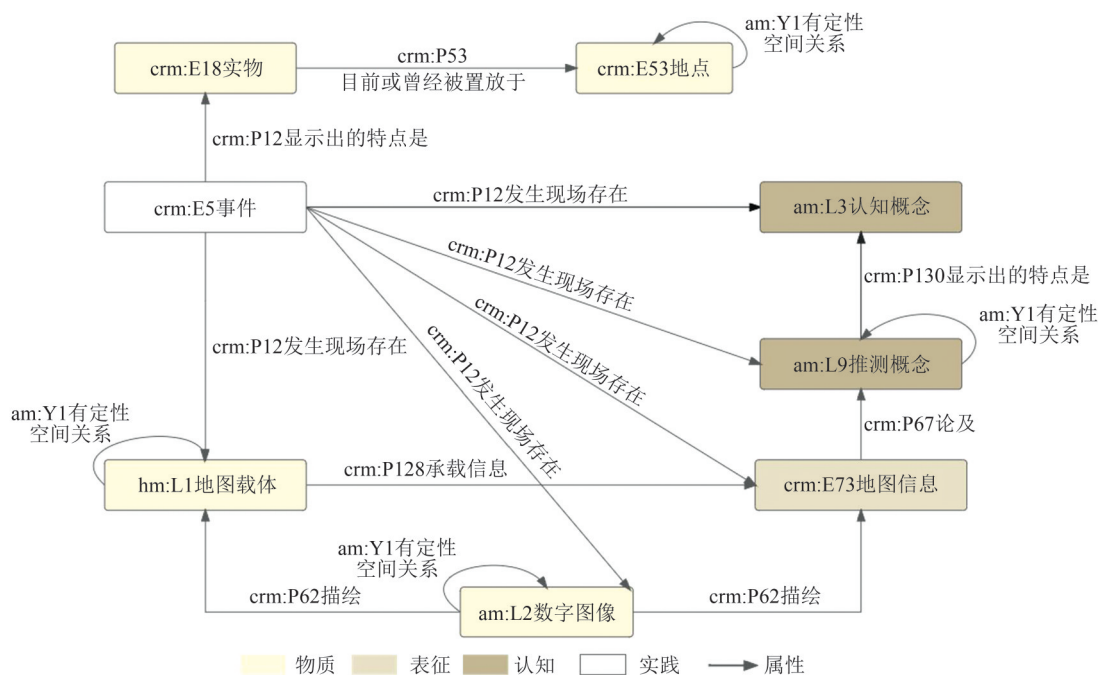 am:Y1有定性
空间关系
crm:E18实物
crm:P53
目前或曾经被置放于
crm:E53地点
crm:P12显示出的特点是
crm:E5事件
crm:P12发生现场存在
am:L3认知概念
crm:P12发生现场存在
crm:P130显示出的特点是
crm:P12发生现场存在
am:Y1有定性
空间关系
crm:P12发生现场存在
crm:P12发生现场存在
am:L9推测概念
am:Y1有定性
空间关系
crm:P67论及
hm:L1地图载体
crm:P128承载信息
crm:E73地图信息
am:Y1有定性
空间关系
crm:P62描绘
am:L2数字图像
crm:P62描绘
物质
表征
认知
实践
属性